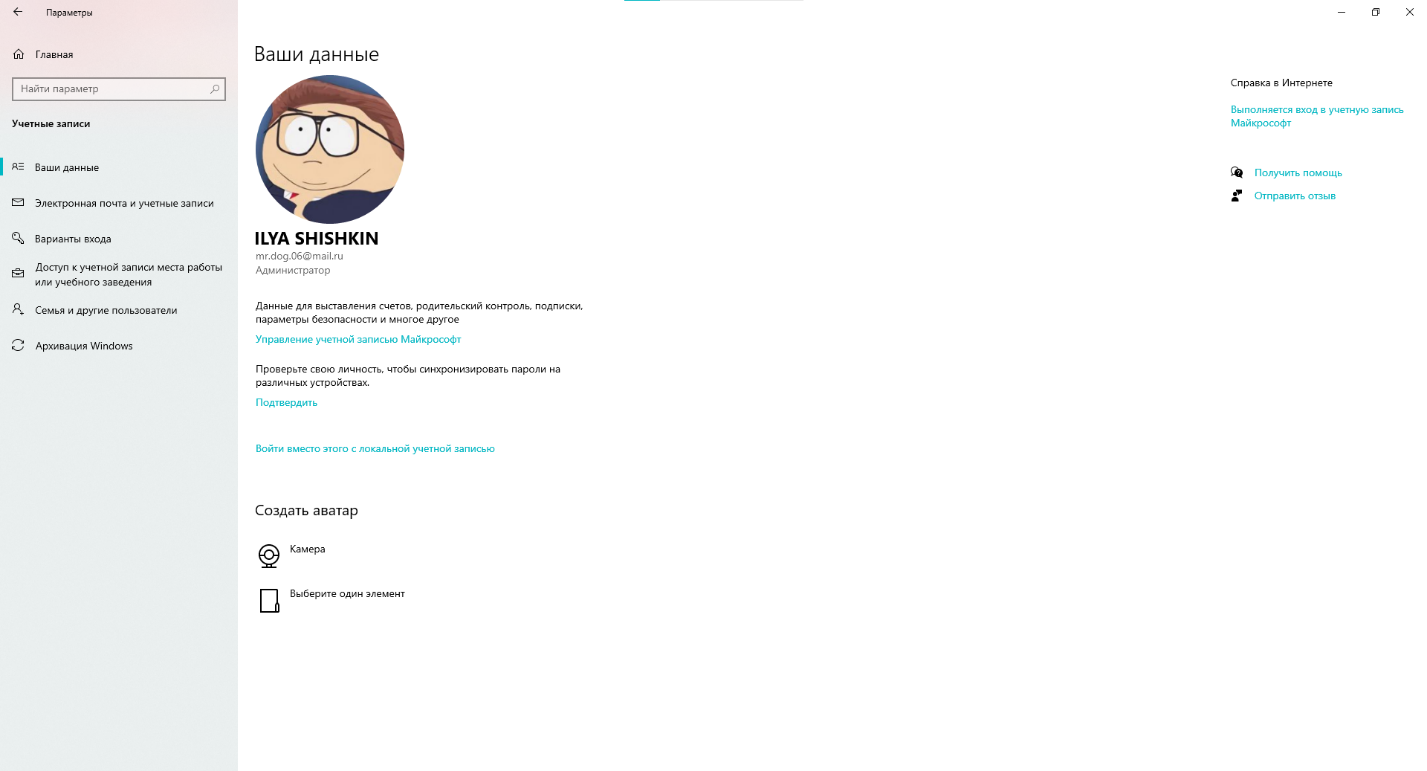 Параметры
Главная
Найти параметр
Учетные записи
Ваши данные
Электронная почта и учетные записи
Варианты входа
Доступ к учетной записи места работы
или учебного заведения
Семья и другие пользователи
Архивация Windows
Ваши данные
ILYA SHISHKIN
mr.dog.06@mail.ru
Администратор
Данные для выставления счетов, родительский контроль, подписки,
параметры безопасности и многое другое
Управление учетной записью Майкрософт
Проверьте свою личность, чтобы синхронизировать пароли на
различных устройствах.
Подтвердить
Войти вместо этого с локальной учетной записью
Создать аватар
Камера
Выберите один элемент
Справка в Интернете
Выполняется вход в учетную запись
Майкрософт
Получить помощь
Отправить отзыв